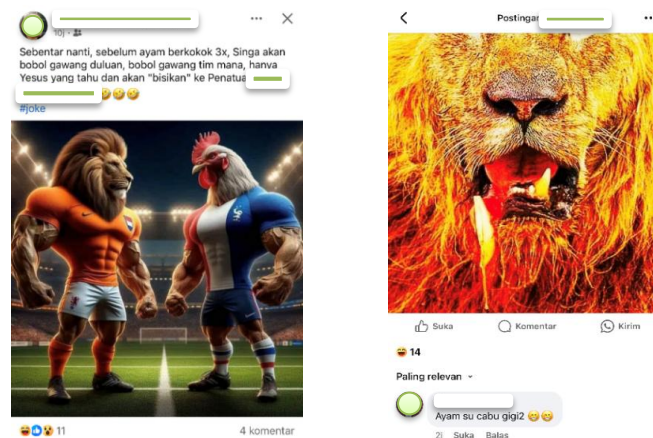 10j
Sebentar nanti, sebelum ayam berkokok 3x, Singa akan
bobol gawang duluan, bobol gawang tim mana, hanya
Yesus yang tahu dan akan "bisikan" ke Penatua
#joke
11
4 komentar
Postingan
Suka
Komentar
Kirim
14
Paling relevan
Ayam su cabu gigi2
2j Suka Balas